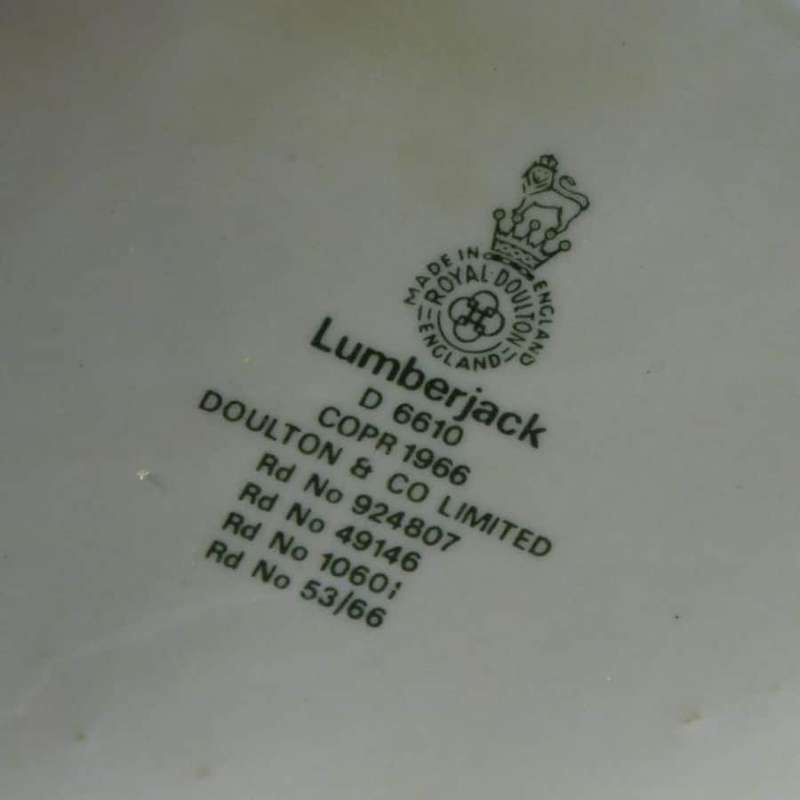 MADE IN ENGLAND
ROYAL·DOULTON
ENGLAND
Lumberjack
D 6610
COPR 1966
DOULTON & CO LIMITED
Rd No 924807
Rd No 49146
Rd No 10601
Rd No 53/66